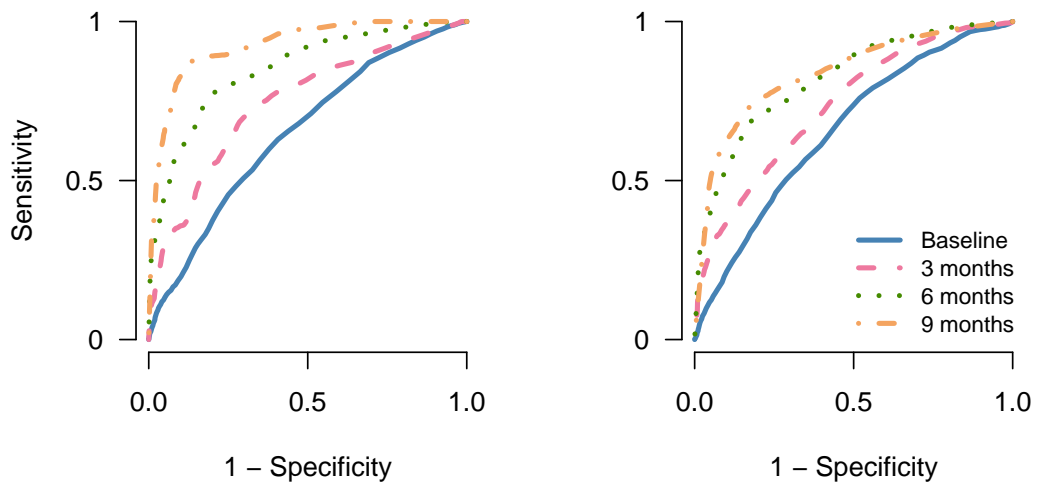 1
0.5
0
Sensitivity
0.0 0.5 1.0
1 − Specificity
1
0.5
0
Baseline
3 months
6 months
9 months
0.0 0.5 1.0
1 − Specificity